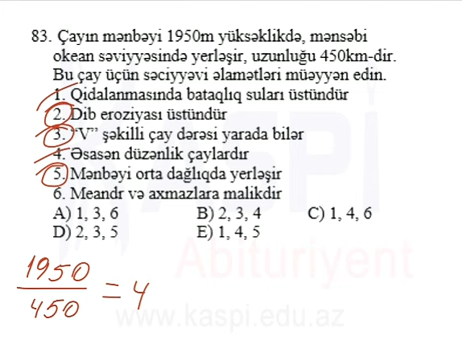 83. Çayın mənbəyi 1950m yüksəklikdə, mənsəbi
okean səviyyəsində yerləşir, uzunluğu 450km-dir.
Bu çay üçün səciyyəvi əlamətləri müəyyən edin.
1. Qidalanmasında bataqlıq suları üstündür
2. Dib eroziyası üstündür
3. "V" şəkilli çay dərəsi yarada bilər
4. Əsasən düzənlik çaylardır
5. Mənbəyi orta dağlıqda yerləşir
6. Meandr və axmazlara malikdir
A) 1, 3, 6 B) 2, 3, 4 C) 1, 4, 6
D) 2, 3, 5 E) 1, 4, 5
1950
450
= 4
KASPİ
Abituriyent
www.kaspi.edu.az